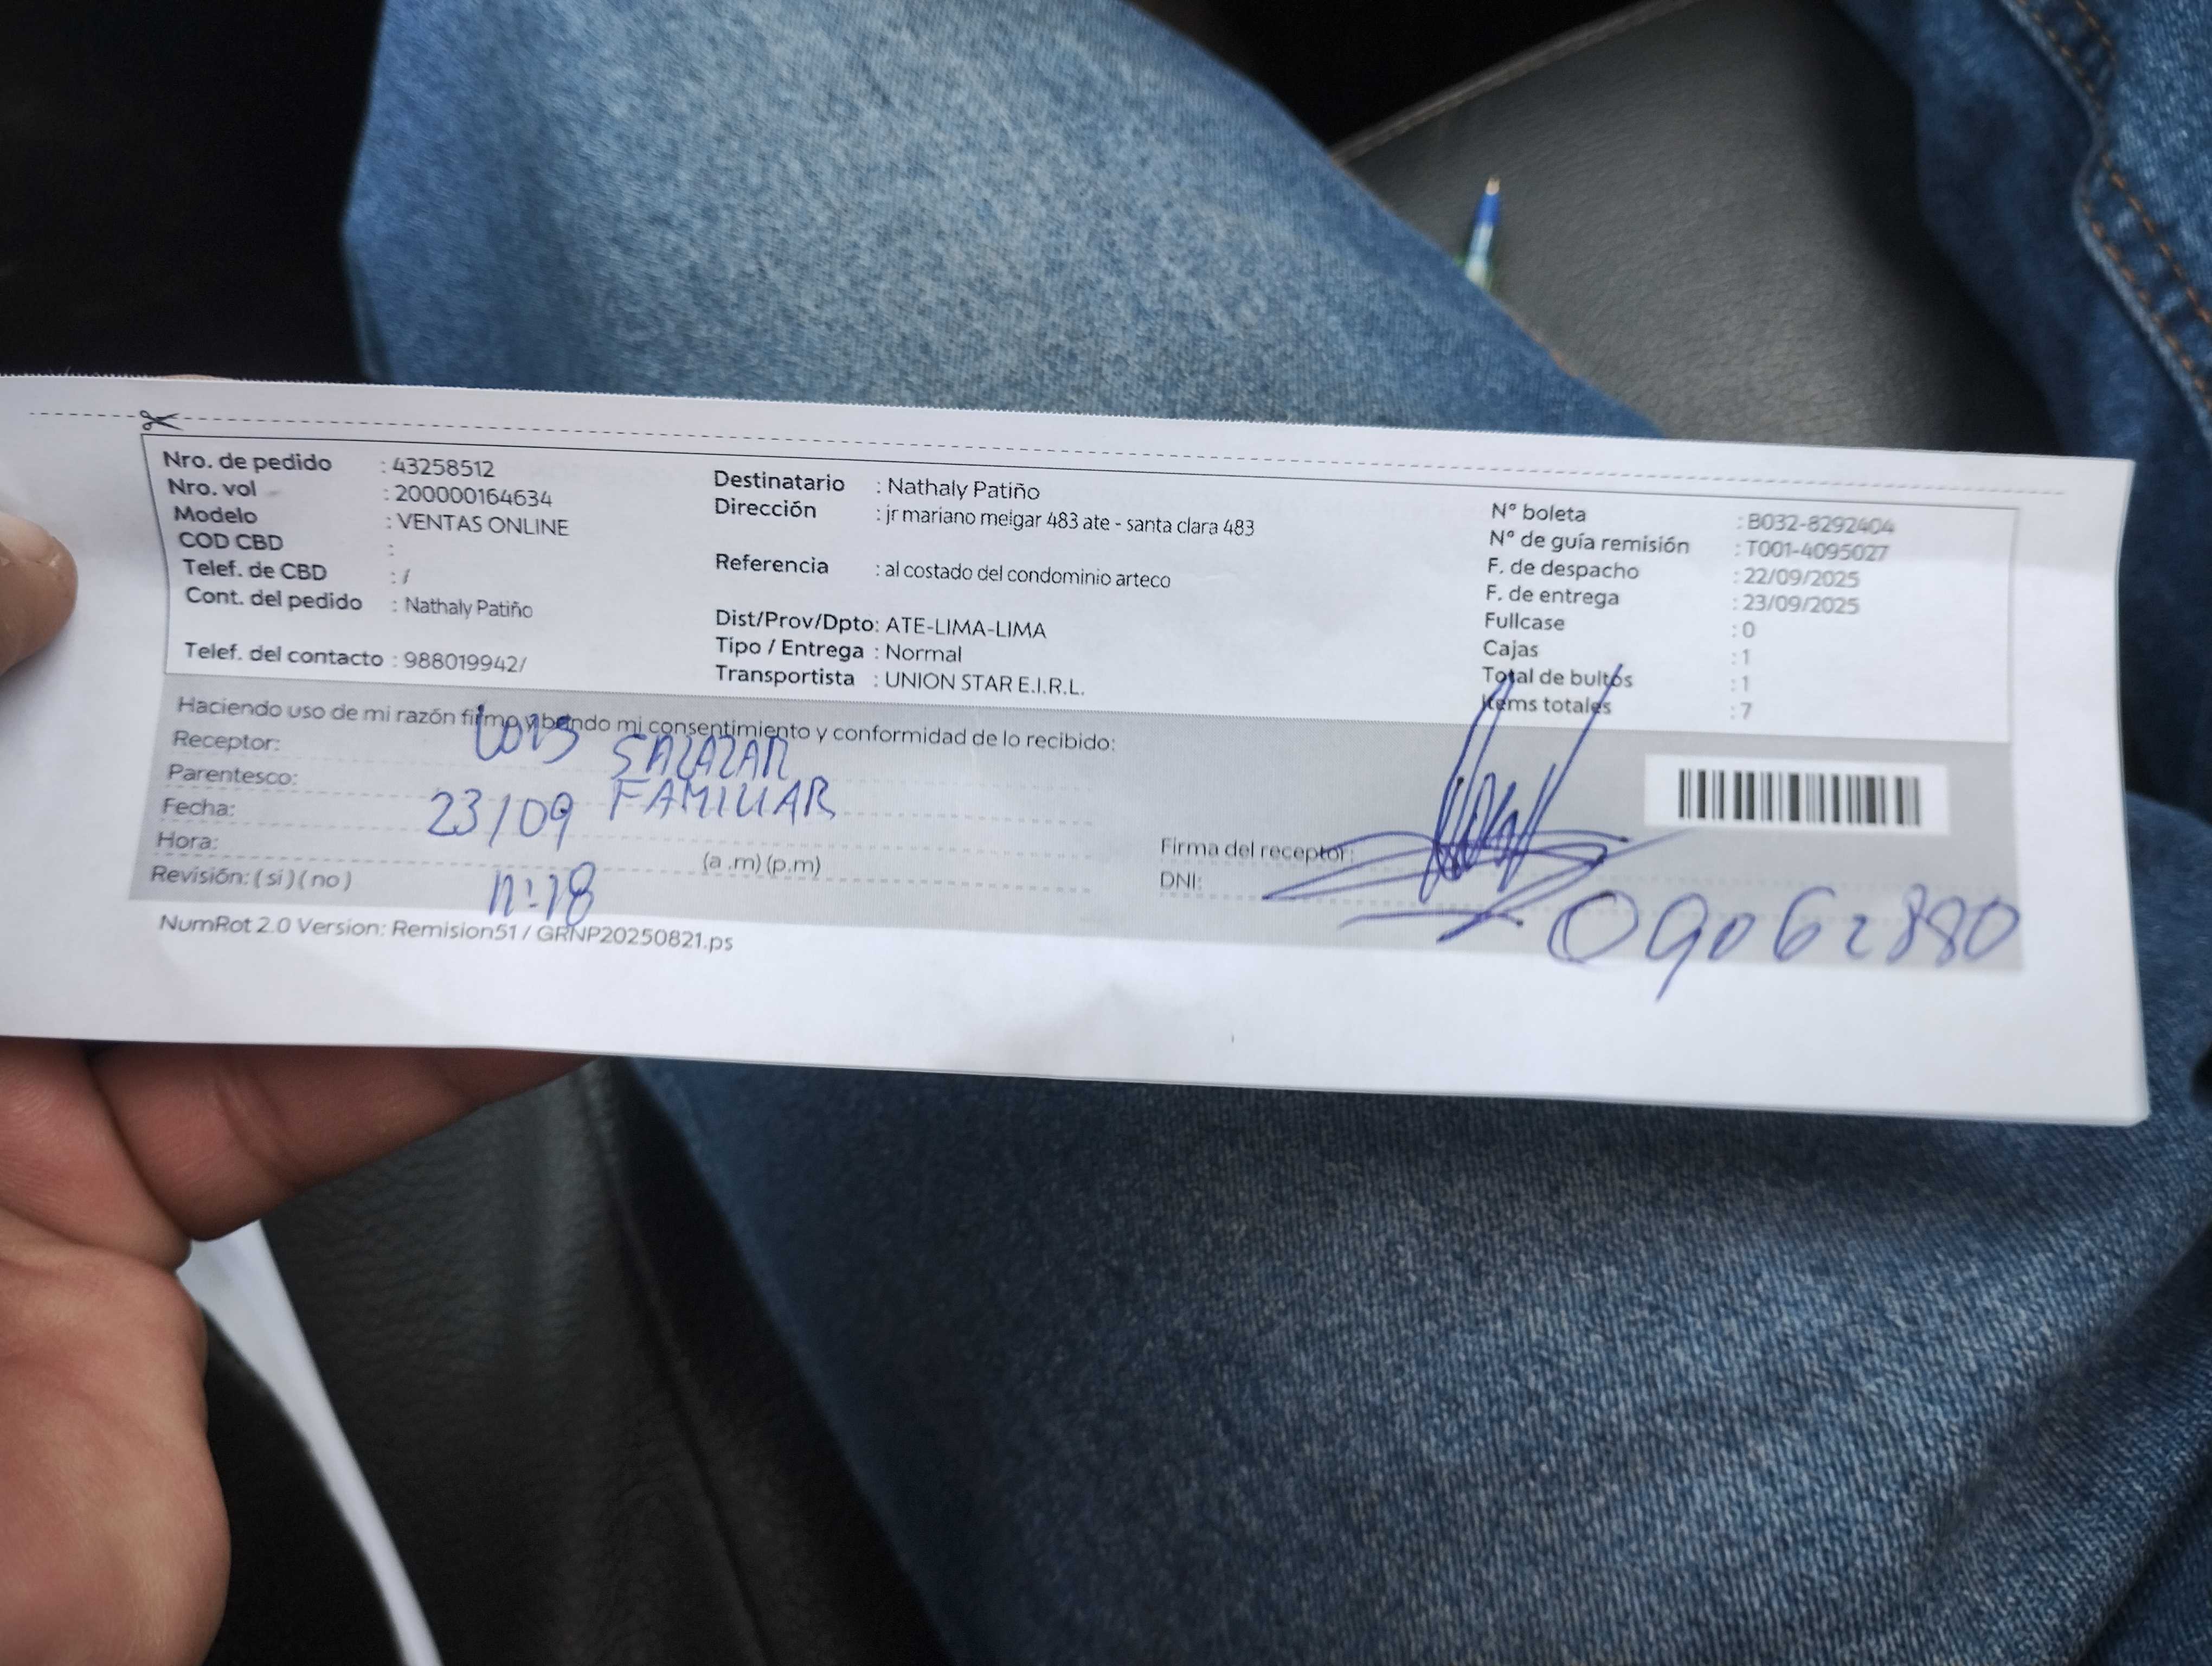 Nro. de pedido : 43258512
Nro. vol : 200000164634
Modelo : VENTAS ONLINE
COD CBD :
Telef. de CBD : /
Cont. del pedido : Nathaly Patiño
Telef. del contacto : 988019942/
Destinatario : Nathaly Patiño
Dirección : jr mariano melgar 483 ate - santa clara 483
Referencia : al costado del condominio arteco
Dist/Prov/Dpto: ATE-LIMA-LIMA
Tipo / Entrega : Normal
Transportista : UNION STAR E.I.R.L.
N° boleta : B032-8292404
N° de guía remisión : T001-4095027
F. de despacho : 22/09/2025
F. de entrega : 23/09/2025
Fullcase : 0
Cajas : 1
Total de bultos : 1
Items totales : 7
Haciendo uso de mi razón firmo y brindo mi consentimiento y conformidad de lo recibido:
Receptor: SALAZAR
Parentesco: FAMILIAR
Fecha: 23/09
Hora: (a .m) (p.m)
Revisión: ( si ) ( no )
Firma del receptor:
DNI: 09062880
NumRot 2.0 Version: Remision51 / GRNP20250821.ps